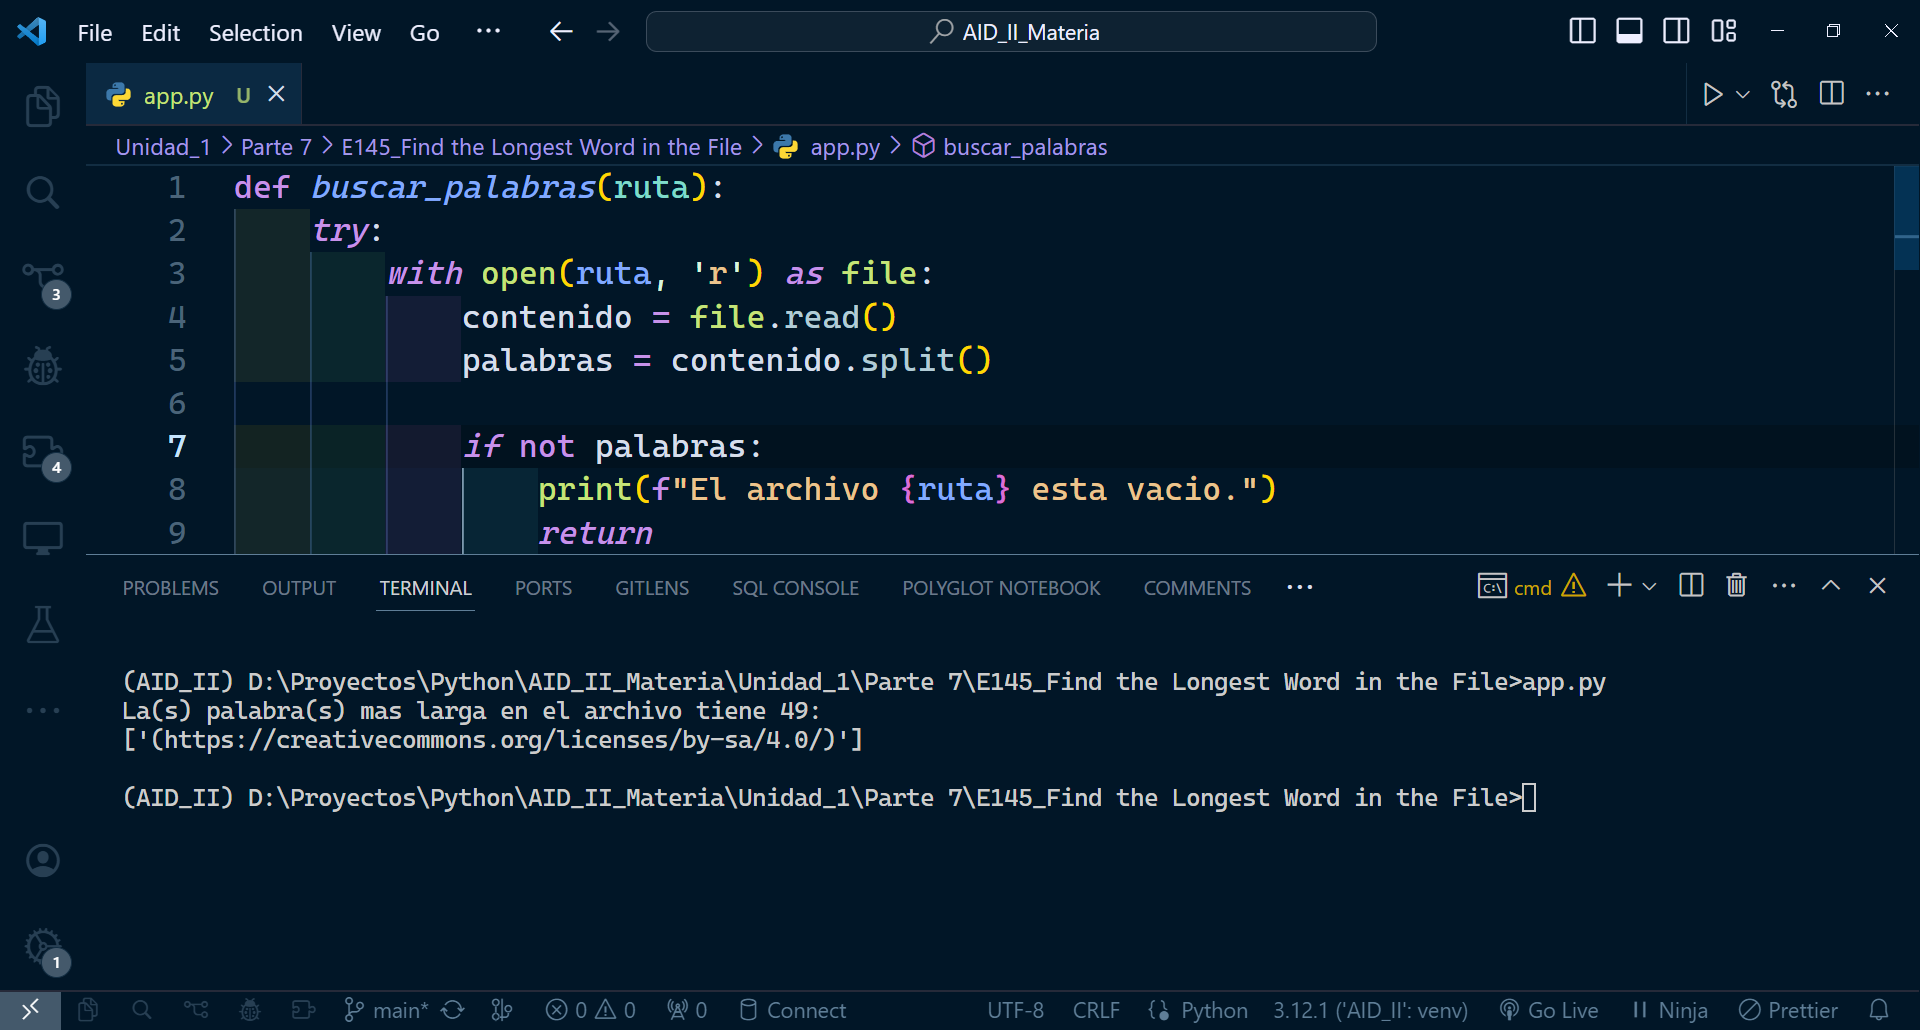 File Edit Selection View Go ··· AID_II_Materia
app.py U
Unidad_1 > Parte 7 > E145_Find the Longest Word in the File > app.py > buscar_palabras
1 def buscar_palabras(ruta):
2 try:
3 with open(ruta, 'r') as file:
4 contenido = file.read()
5 palabras = contenido.split()
6
7 if not palabras:
8 print(f"El archivo {ruta} esta vacio.")
9 return
PROBLEMS OUTPUT TERMINAL PORTS GITLENS SQL CONSOLE POLYGLOT NOTEBOOK COMMENTS ··· cmd
(AID_II) D:\Proyectos\Python\AID_II_Materia\Unidad_1\Parte 7\E145_Find the Longest Word in the File>app.py
La(s) palabra(s) mas larga en el archivo tiene 49:
['(https://creativecommons.org/licenses/by-sa/4.0/)']
(AID_II) D:\Proyectos\Python\AID_II_Materia\Unidad_1\Parte 7\E145_Find the Longest Word in the File>
3
4
1
main* 0 0 0 Connect UTF-8 CRLF Python 3.12.1 ('AID_II': venv) Go Live Ninja Prettier